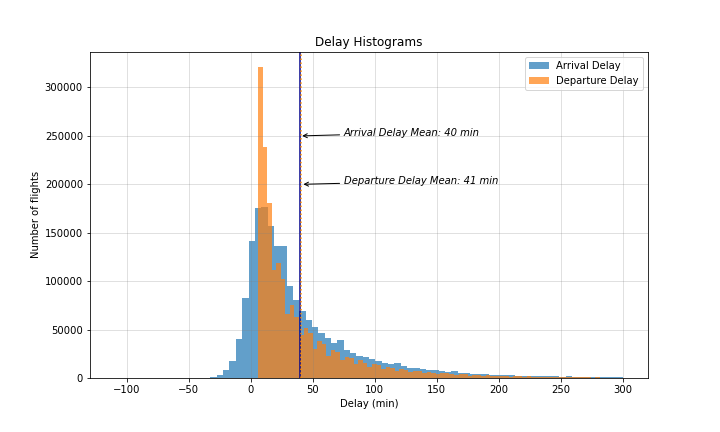 Delay Histograms
Arrival Delay
Departure Delay
Arrival Delay Mean: 40 min
Departure Delay Mean: 41 min
Number of flights
300000
250000
200000
150000
100000
50000
0
−100
−50
0
50
100
150
200
250
300
Delay (min)